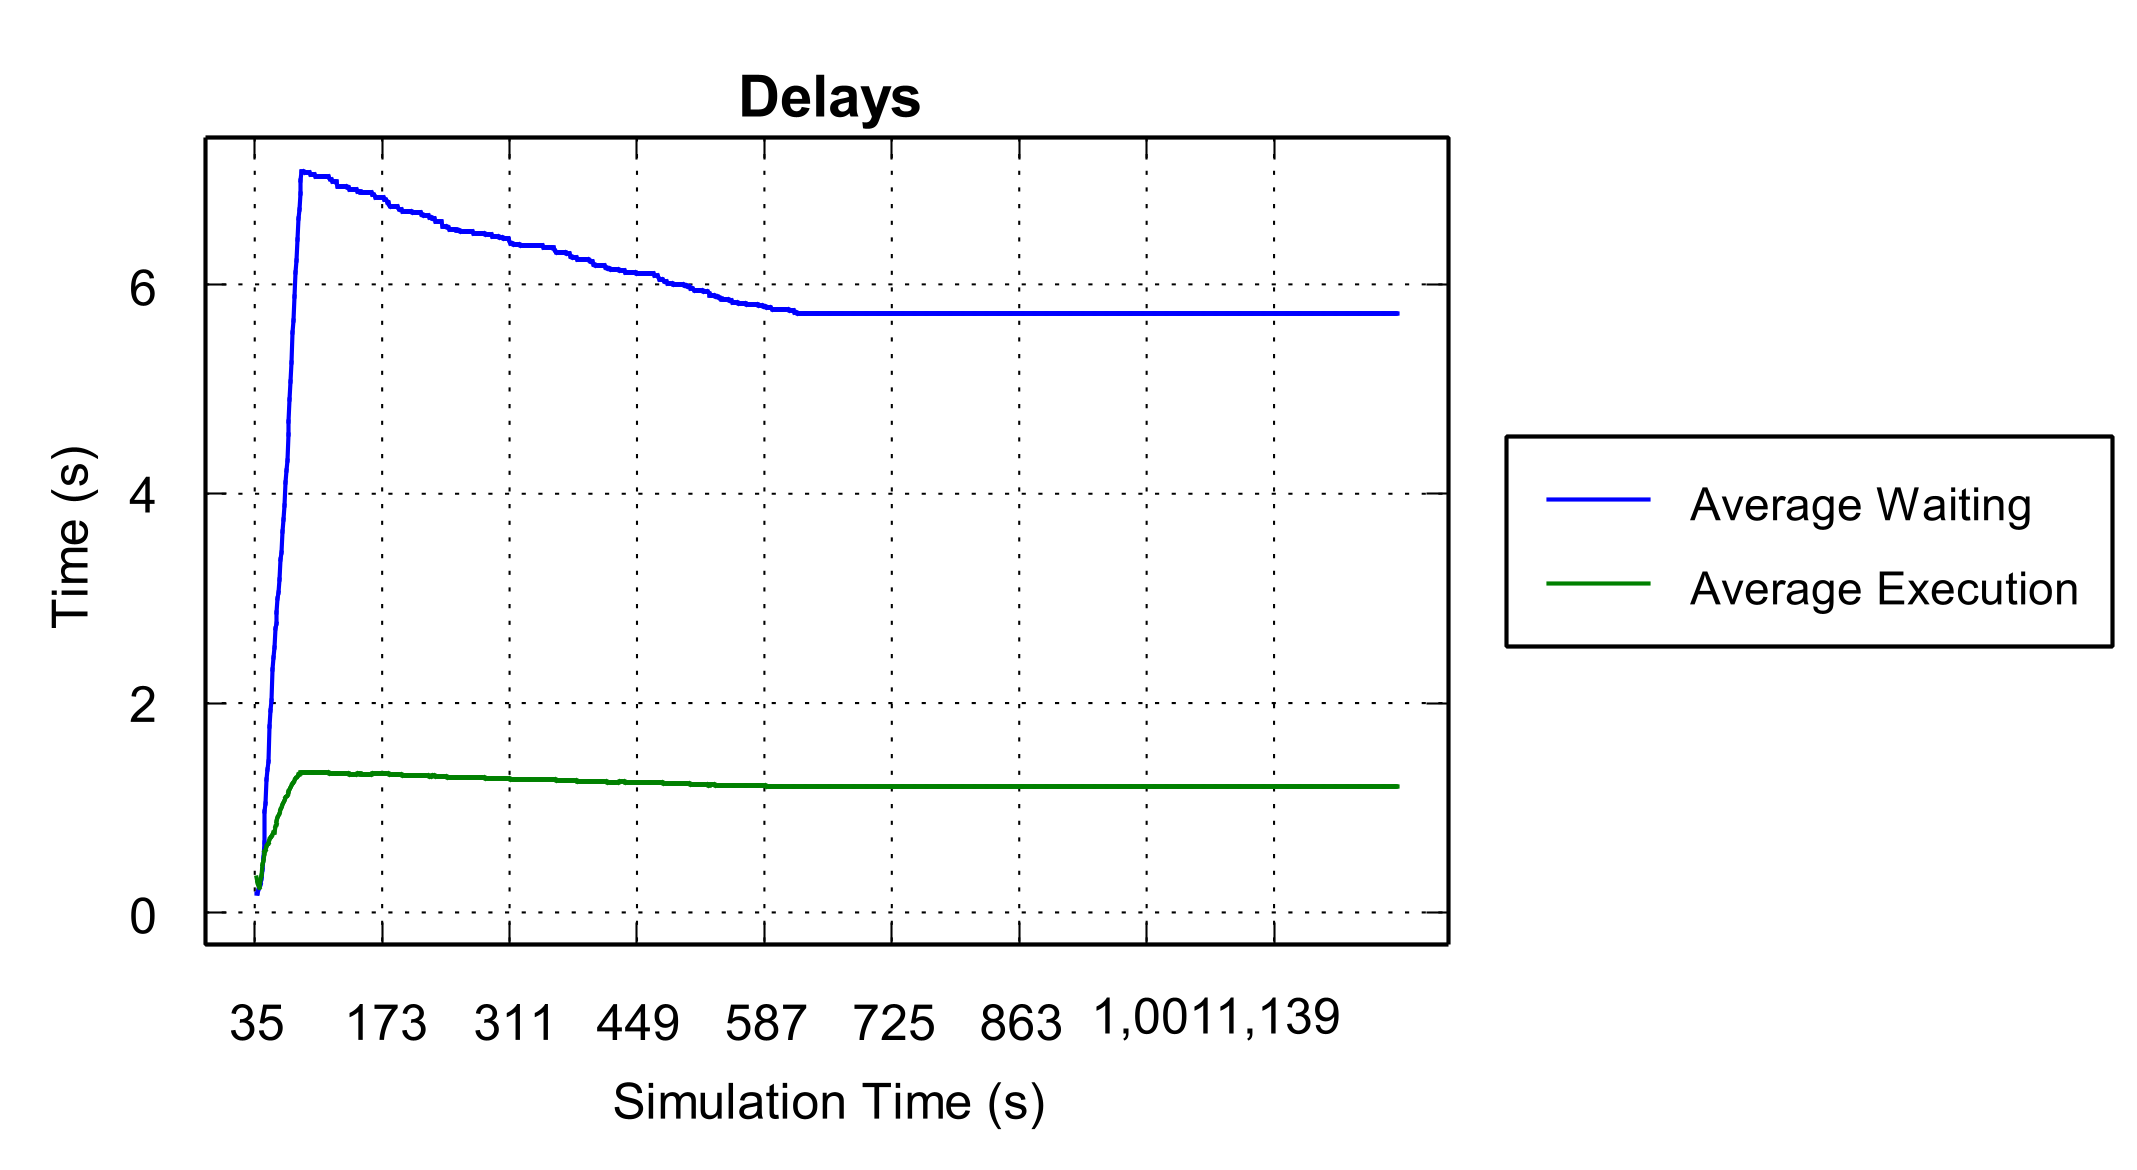 Delays
6
4
2
0
Time (s)
35 173 311 449 587 725 863 1,0011,139
Simulation Time (s)
Average Waiting
Average Execution